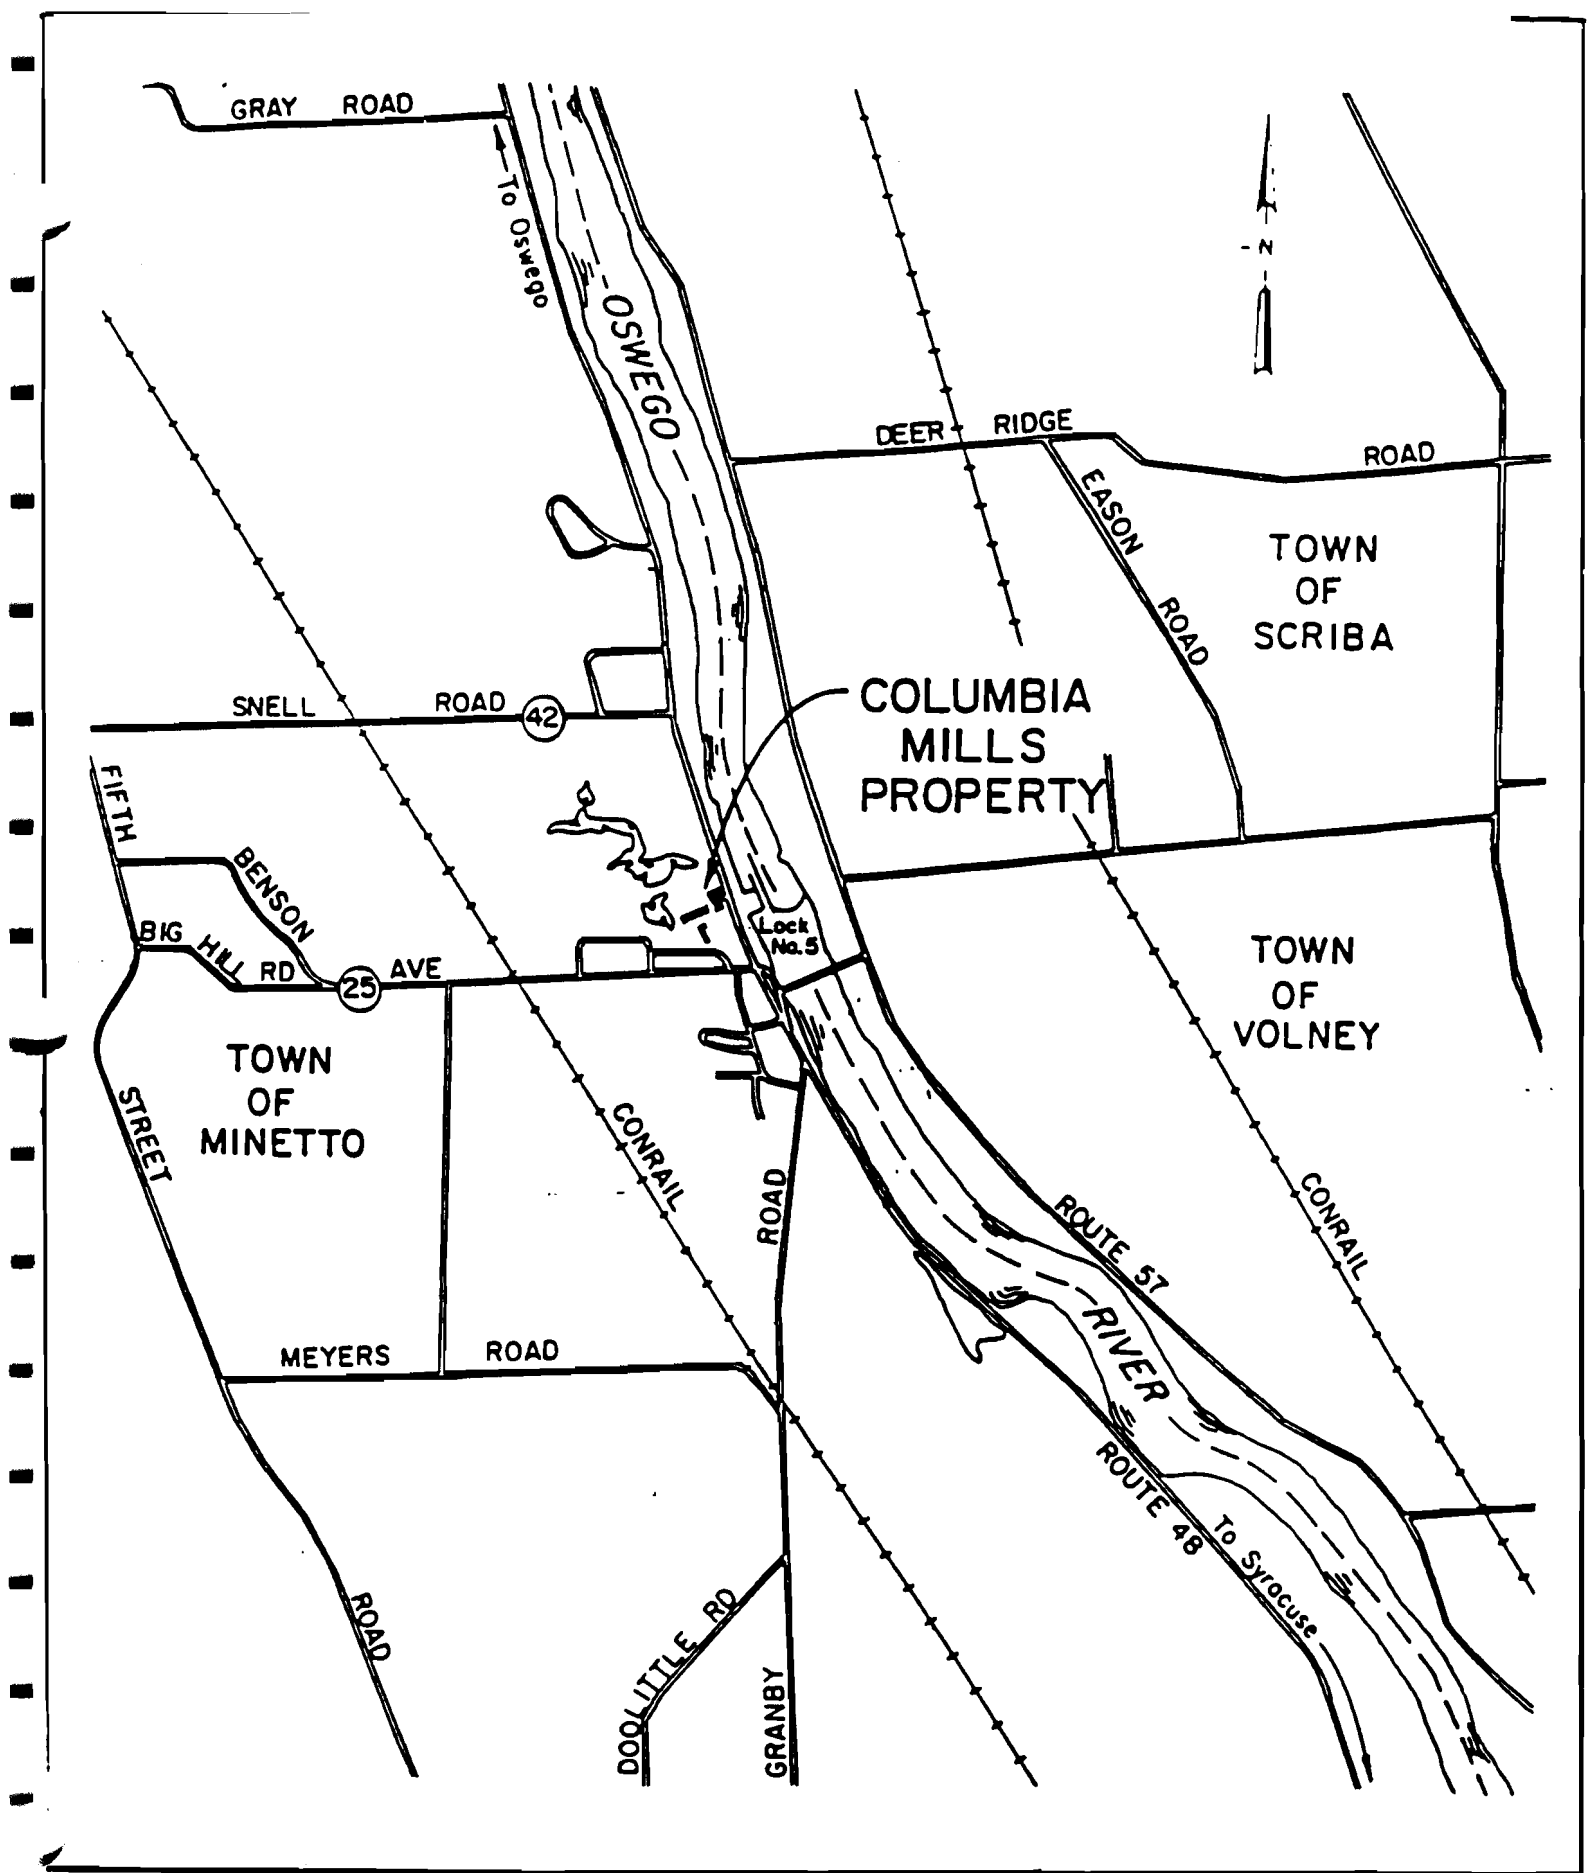 GRAY ROAD
To Oswego
N
OSWEGO
DEER RIDGE ROAD
EASON ROAD
TOWN
OF
SCRIBA
SNELL ROAD 42
COLUMBIA
MILLS
PROPERTY
FIFTH
BENSON
BIG HILL RD 25 AVE
Lock
No. 5
TOWN
OF
VOLNEY
TOWN
OF
MINETTO
STREET
CONRAIL
ROAD
ROUTE 57
CONRAIL
RIVER
MEYERS ROAD
ROUTE 48
To Syracuse
ROAD
DOOLITTLE RD
GRANBY